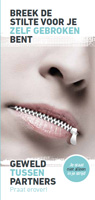 BREEK DE
STILTE VOOR JE
ZELF GEBROKEN
BENT
GEWELD
TUSSEN
PARTNERS
Praat erover!